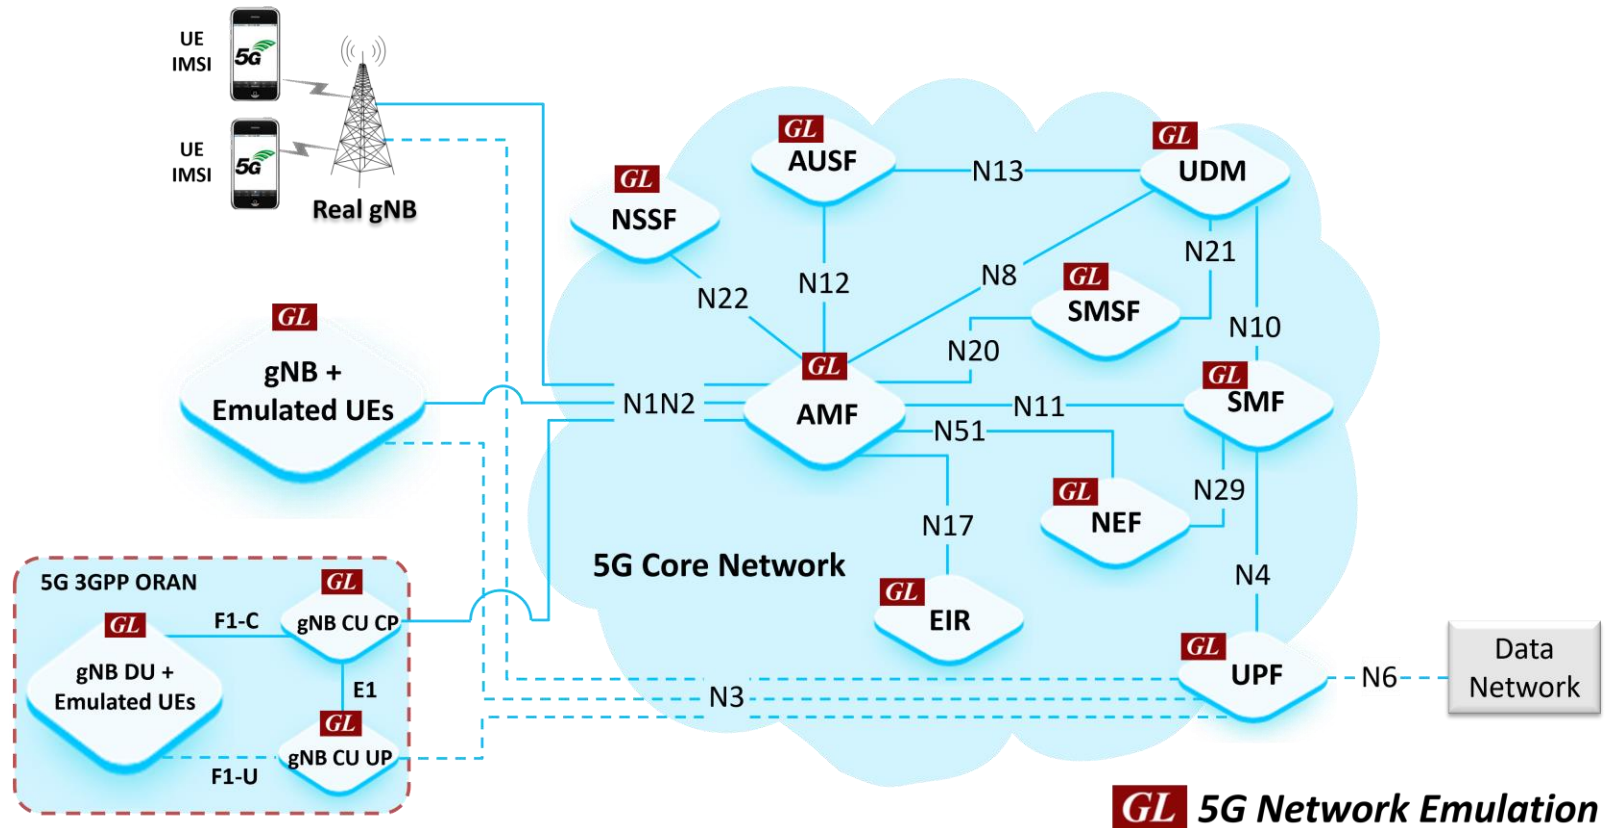 UE
IMSI
5G
UE
IMSI
5G
Real gNB
GL
AUSF
GL
UDM
N13
GL
NSSF
N21
N8
N12
GL
SMSF
N22
GL
N10
N20
GL
AMF
GL
SMF
gNB +
Emulated UEs
N1N2
N11
N51
GL
NEF
N29
N17
5G Core Network
N4
GL
EIR
5G 3GPP ORAN
GL
gNB CU CP
F1-C
GL
gNB DU +
Emulated UEs
E1
GL
gNB CU UP
F1-U
N3
GL
UPF
N6
Data
Network
GL 5G Network Emulation